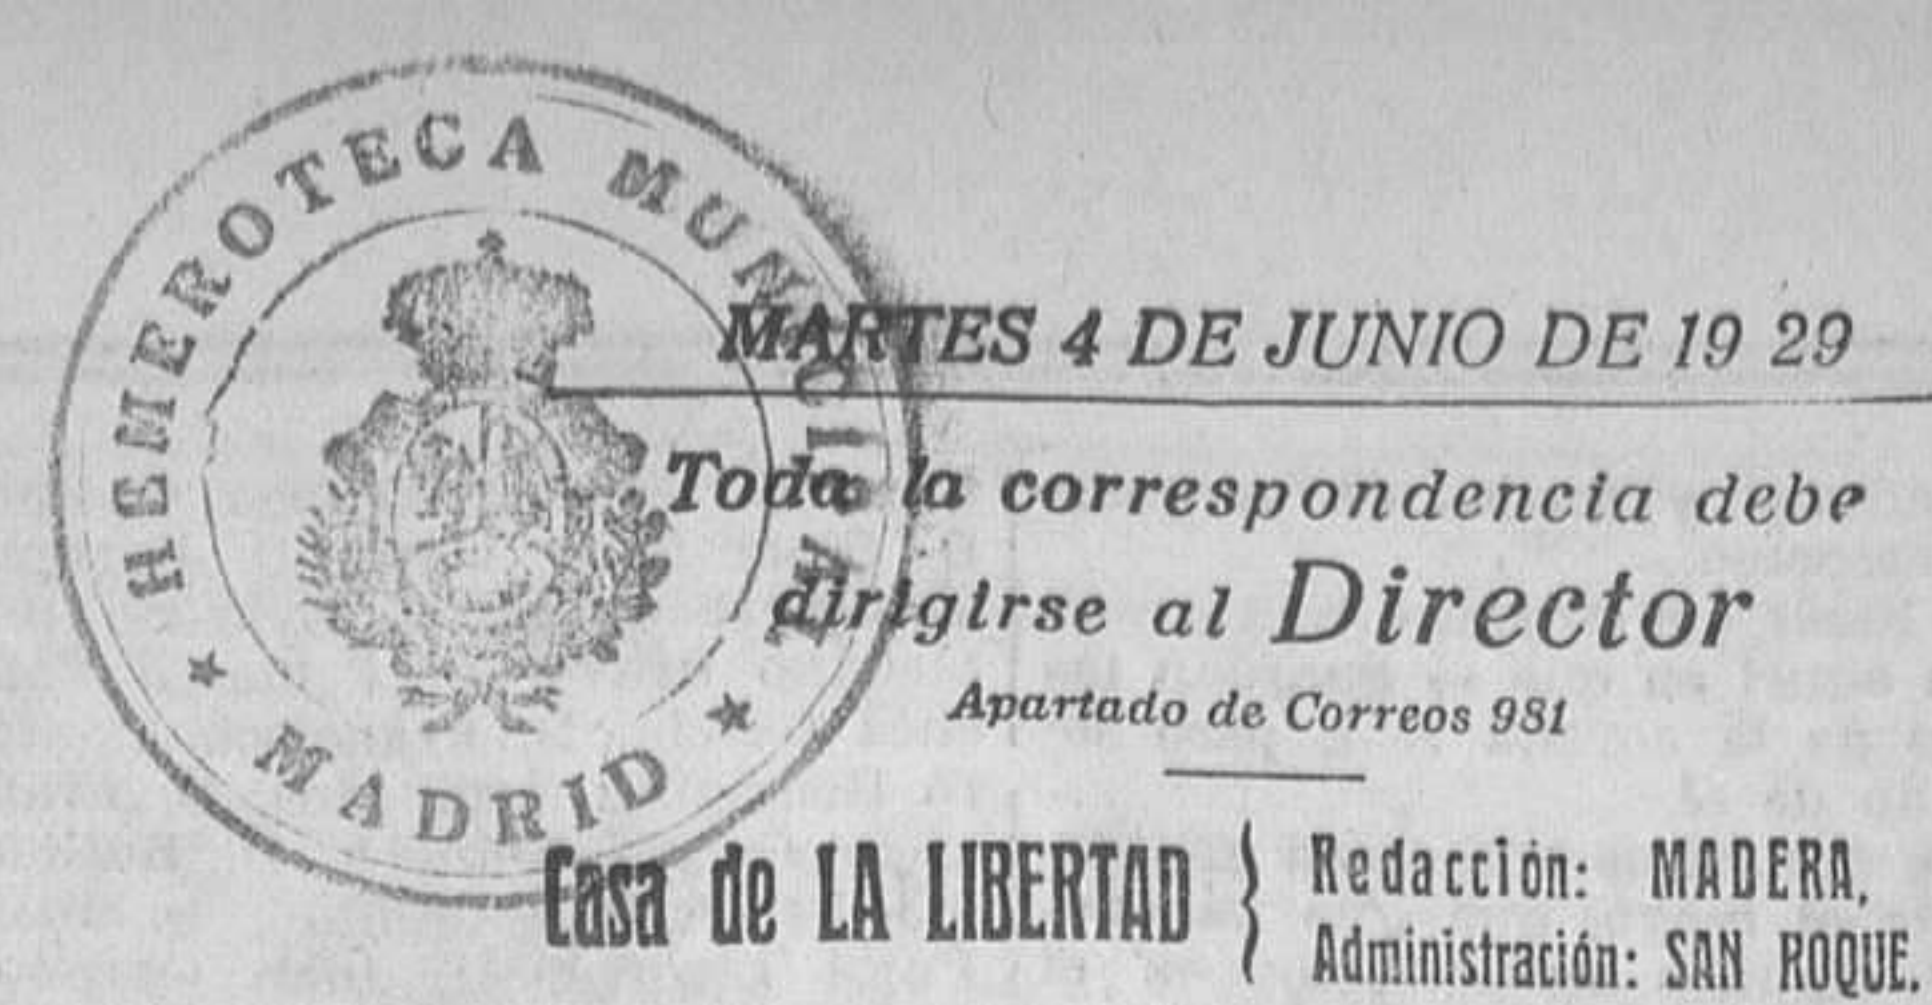 HEMEROTECA MUNICIPAL
★ MADRID ★
MARTES 4 DE JUNIO DE 19 29
Toda la correspondencia debe
dirigirse al Director
Apartado de Correos 981
Casa de LA LIBERTAD
Redacción: MADERA,
Administración: SAN ROQUE,